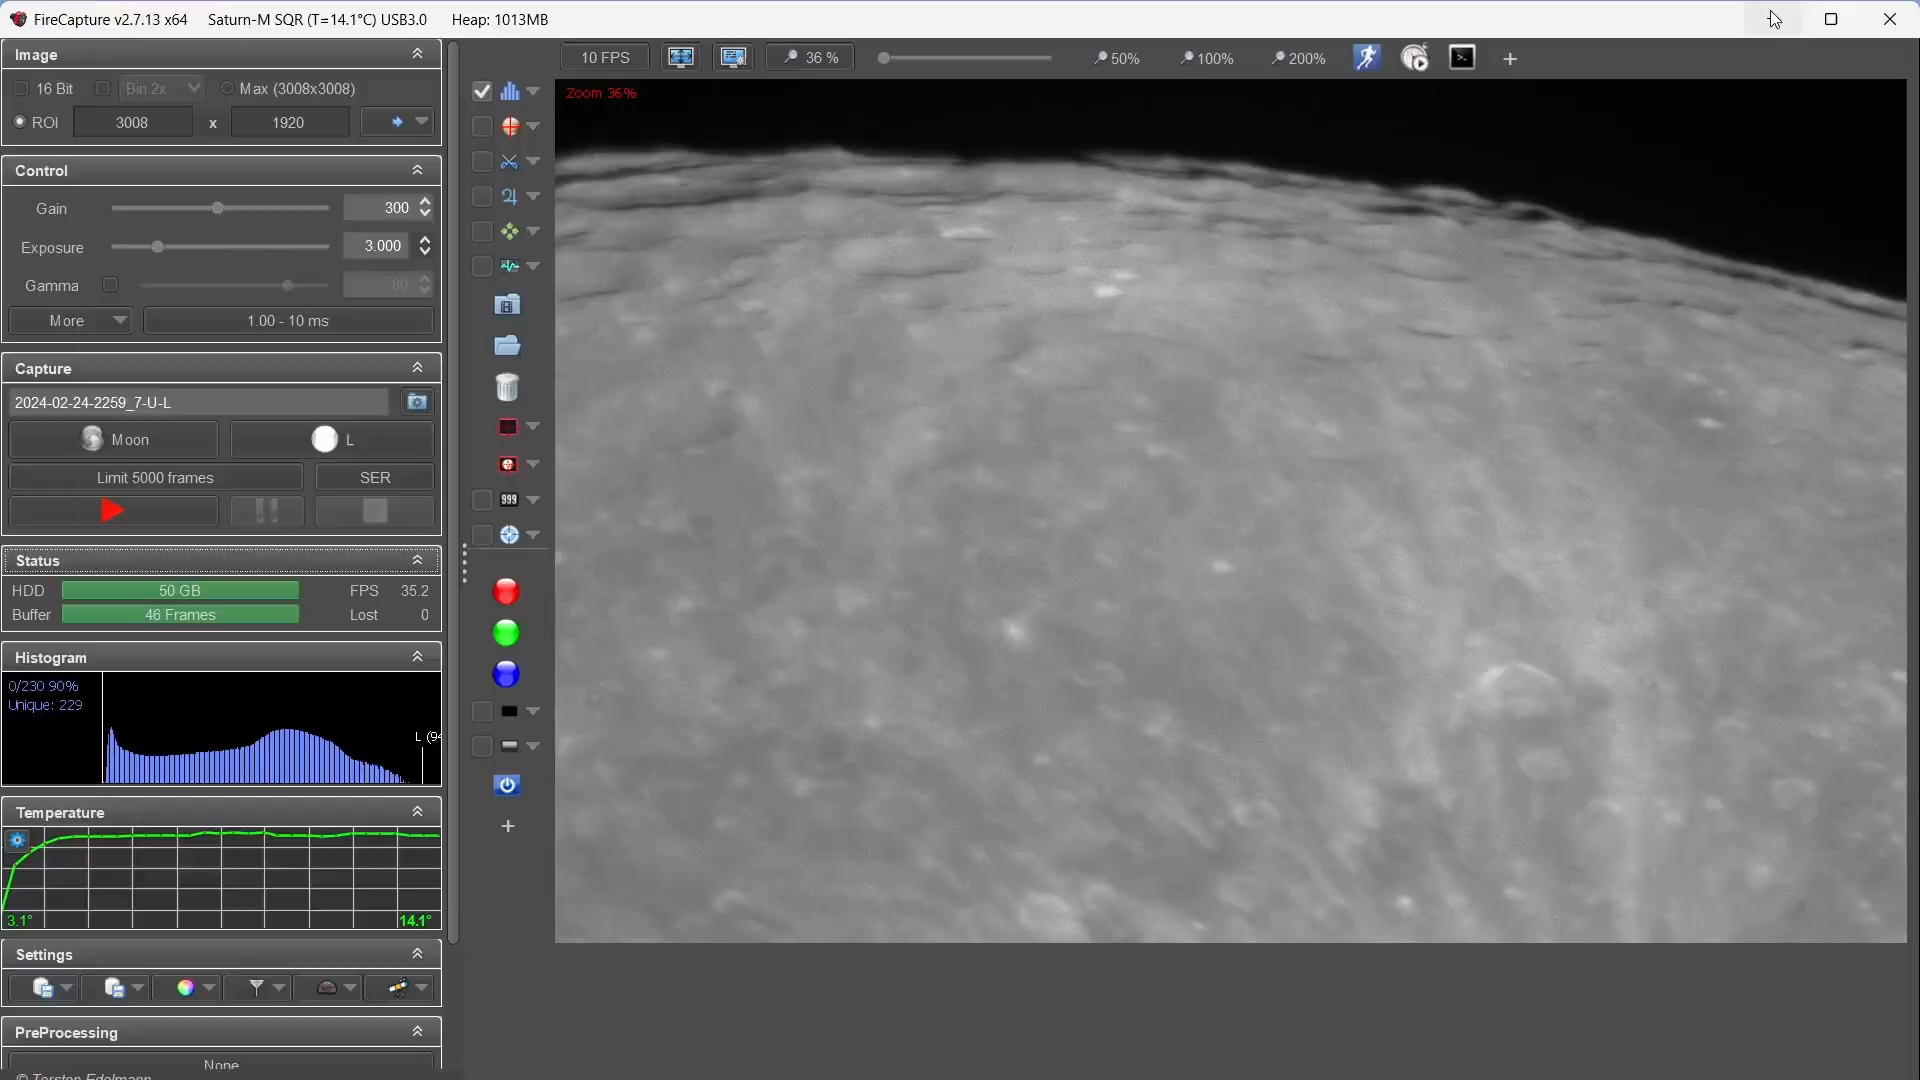 FireCapture v2.7.13 x64 Saturn-M SQR (T=14.1°C) USB3.0 Heap: 1013MB
Image
16 Bit Bin 2x Max (3008x3008)
ROI 3008 x 1920
Control
Gain 300
Exposure 3.000
Gamma 80
More 1.00 - 10 ms
Capture
2024-02-24-2259_7-U-L
Moon L
Limit 5000 frames SER
Status
HDD 50 GB FPS 35.2
Buffer 46 Frames Lost 0
Histogram
0/230 90%
Unique: 229
L (94
Temperature
3.1° 14.1°
Settings
PreProcessing
None
© Torsten Edelmann
10 FPS 36 % 50% 100% 200%
Zoom 36%
999